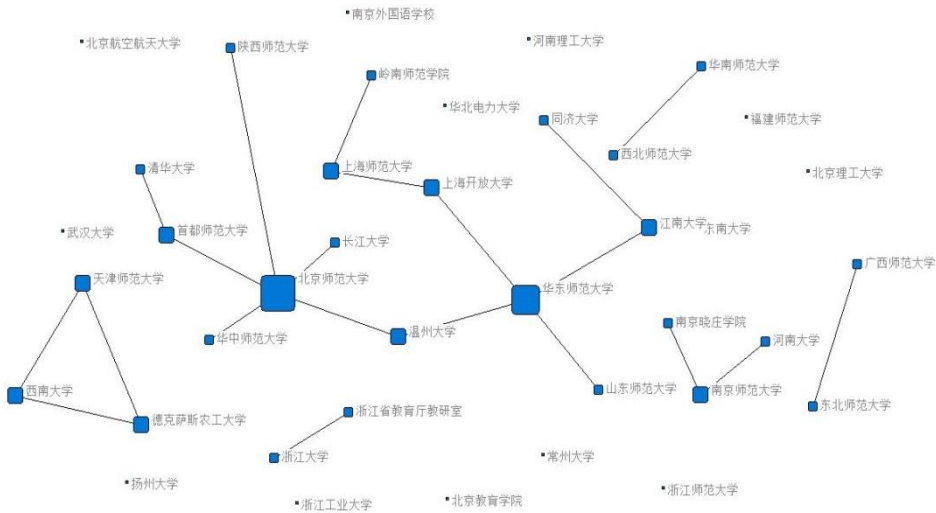 南京外国语学校
北京航空航天大学
陕西师范大学
河南理工大学
岭南师范学院
华南师范大学
华北电力大学
同济大学
福建师范大学
西北师范大学
清华大学
上海师范大学
上海开放大学
北京理工大学
武汉大学
首都师范大学
长江大学
江南大学
东南大学
广西师范大学
天津师范大学
北京师范大学
华东师范大学
华中师范大学
温州大学
南京晓庄学院
河南大学
西南大学
山东师范大学
南京师范大学
东北师范大学
德克萨斯农工大学
浙江省教育厅教研室
浙江大学
常州大学
扬州大学
浙江工业大学
北京教育学院
浙江师范大学